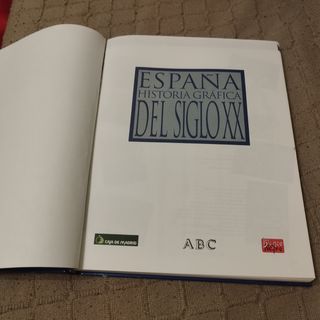 ESPAÑA
HISTORIA GRÁFICA
DEL SIGLO XX
CAJA DE MADRID
ABC